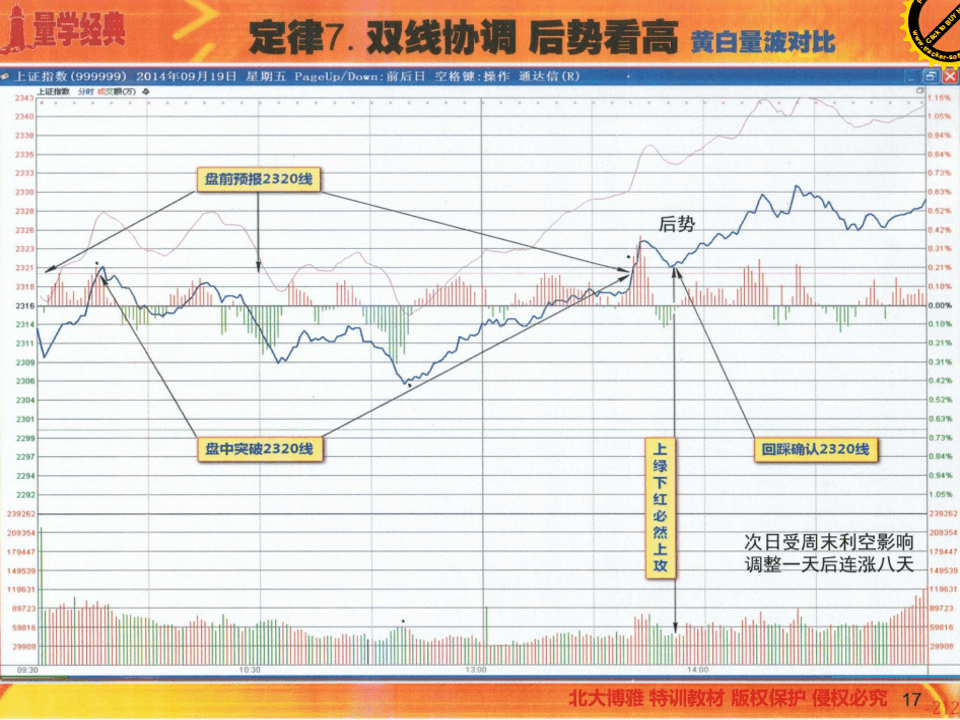 量学经典
定律7. 双线协调 后势看高 黄白量波对比
Click to BUY
上证指数(999999) 2014年09月19日 星期五 PageUp/Down:前后日 空格键:操作 通达信(R)
上证指数 分时 成交额(万)
2343 1.15%
2340 1.05%
2338 0.94%
2335 0.84%
2333 0.73%
2330 0.63%
2328 0.52%
2326 0.42%
2323 0.31%
2321 0.21%
2318 0.10%
2316 0.00%
2314 0.10%
2311 0.21%
2309 0.31%
2306 0.42%
2304 0.52%
2301 0.63%
2299 0.73%
2297 0.84%
2294 0.94%
2292 1.05%
239262 239262
209354 209354
179447 179447
149539 149539
119631 119631
89723 89723
59816 59816
29908 29908
盘前预报2320线
后势
盘中突破2320线
回踩确认2320线
上绿下红必然上攻
次日受周末利空影响
调整一天后连涨八天
09:30 10:30 13:00 14:00
北大博雅 特训教材 版权保护 侵权必究 17
-212